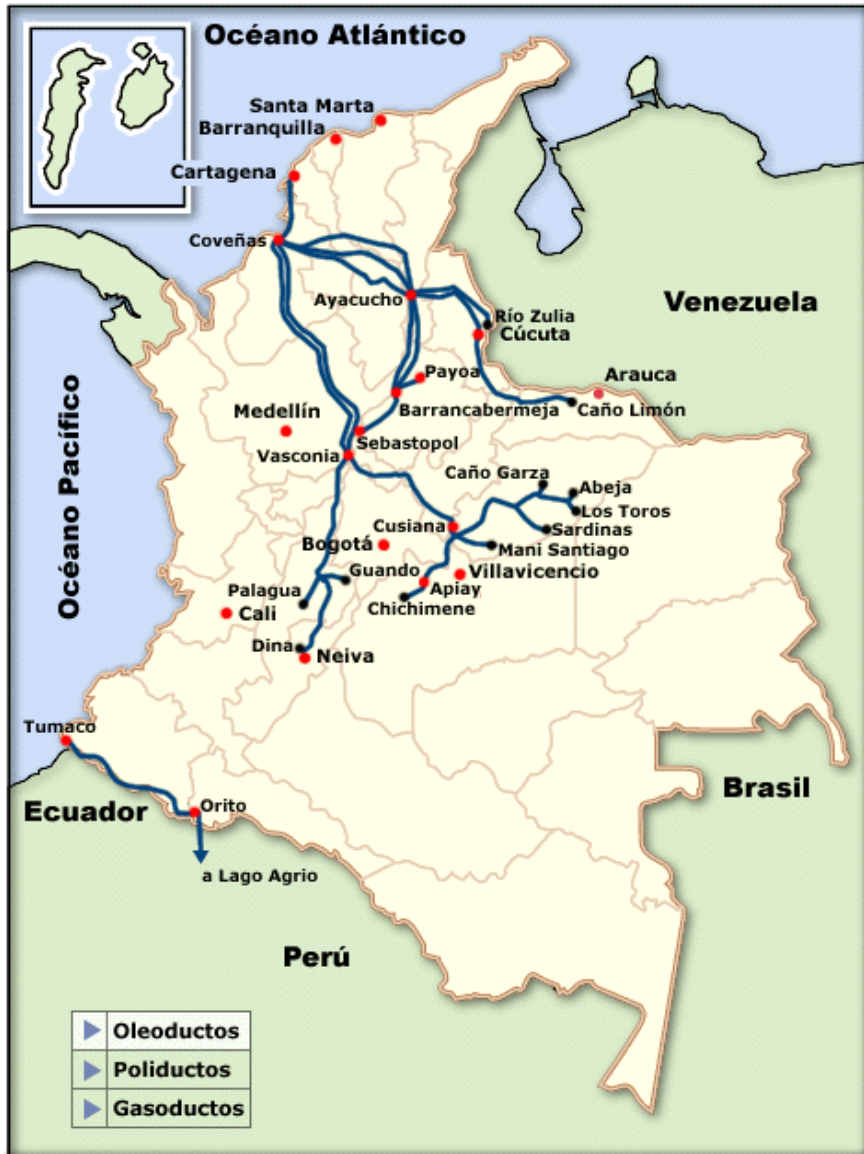 Océano Atlántico
Santa Marta
Barranquilla
Cartagena
Coveñas
Ayacucho
Venezuela
Río Zulia
Cúcuta
Payoa
Arauca
Medellín
Barrancabermeja
Caño Limón
Sebastopol
Vasconia
Océano Pacífico
Caño Garza
Abeja
Los Toros
Cusiana
Sardinas
Bogotá
Mani Santiago
Guando
Villavicencio
Palagua
Apiay
Chichimene
Cali
Dina
Neiva
Tumaco
Brasil
Ecuador
Orito
a Lago Agrio
Perú
Oleoductos
Poliductos
Gasoductos